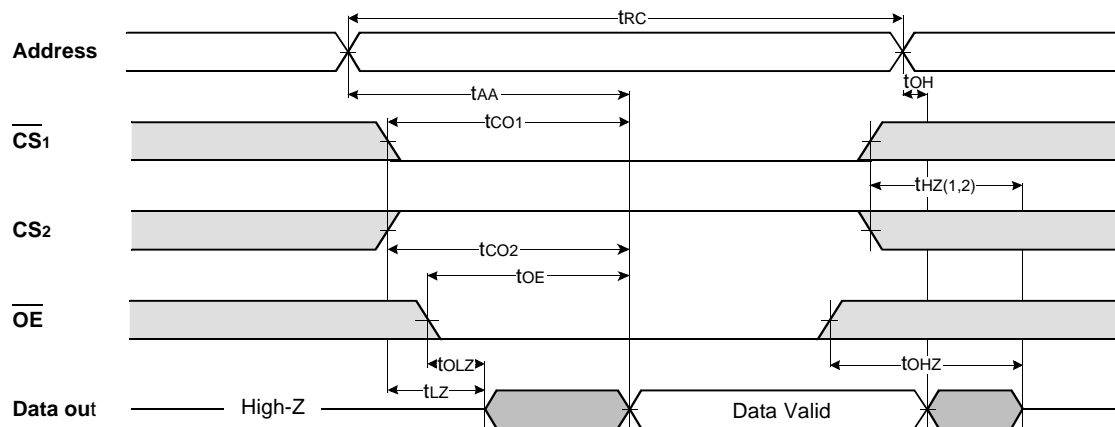 tRC
Address
tOH
tAA
CS1
tCO1
tHZ(1,2)
CS2
tCO2
tOE
OE
tOLZ
tOHZ
tLZ
Data out
High-Z
Data Valid